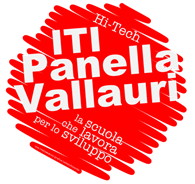 Hi-Tech
ITI
Panella
Vallauri
la scuola
che lavora
per lo sviluppo